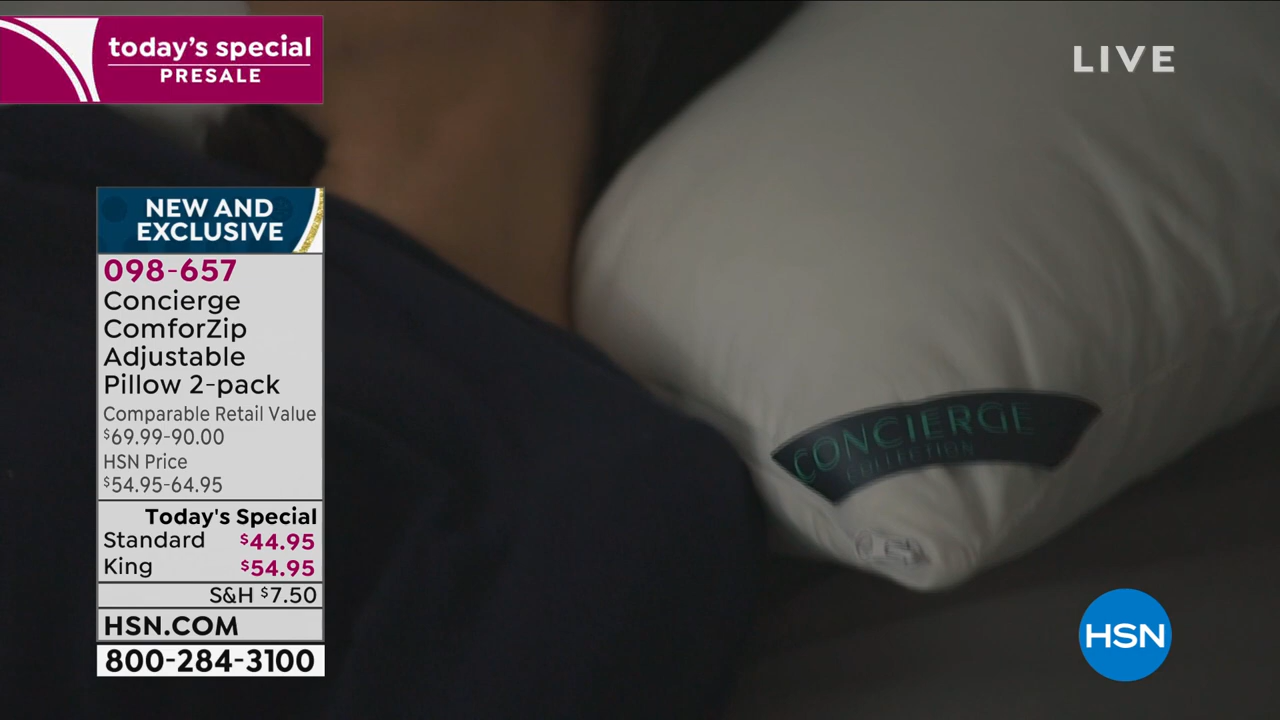 today's special
PRESALE
LIVE
NEW AND
EXCLUSIVE
098-657
Concierge
ComforZip
Adjustable
Pillow 2-pack
Comparable Retail Value
$69.99-90.00
HSN Price
$54.95-64.95
Today's Special
Standard $44.95
King $54.95
S&H $7.50
HSN.COM
800-284-3100
CONCIERGE
COLLECTION
HSN